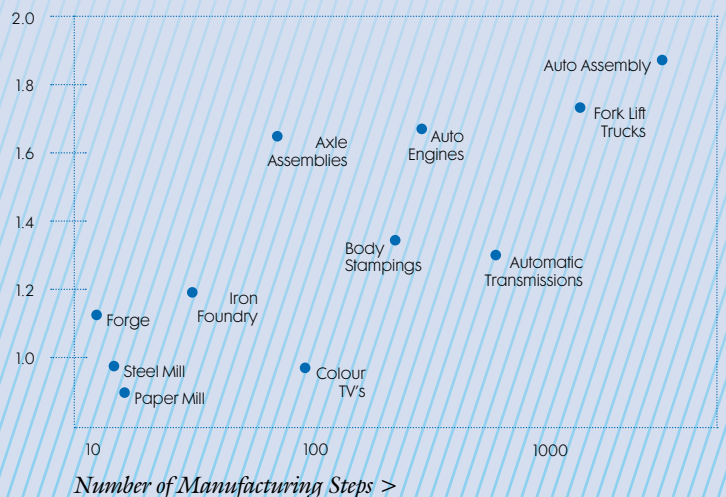 2.0
Auto Assembly
1.8
Fork Lift
Trucks
1.6
Axle
Assemblies
Auto
Engines
1.4
Body
Stampings
Automatic
Transmissions
1.2
Iron
Foundry
Forge
1.0
Steel Mill
Colour
TV's
Paper Mill
10 100 1000
Number of Manufacturing Steps >